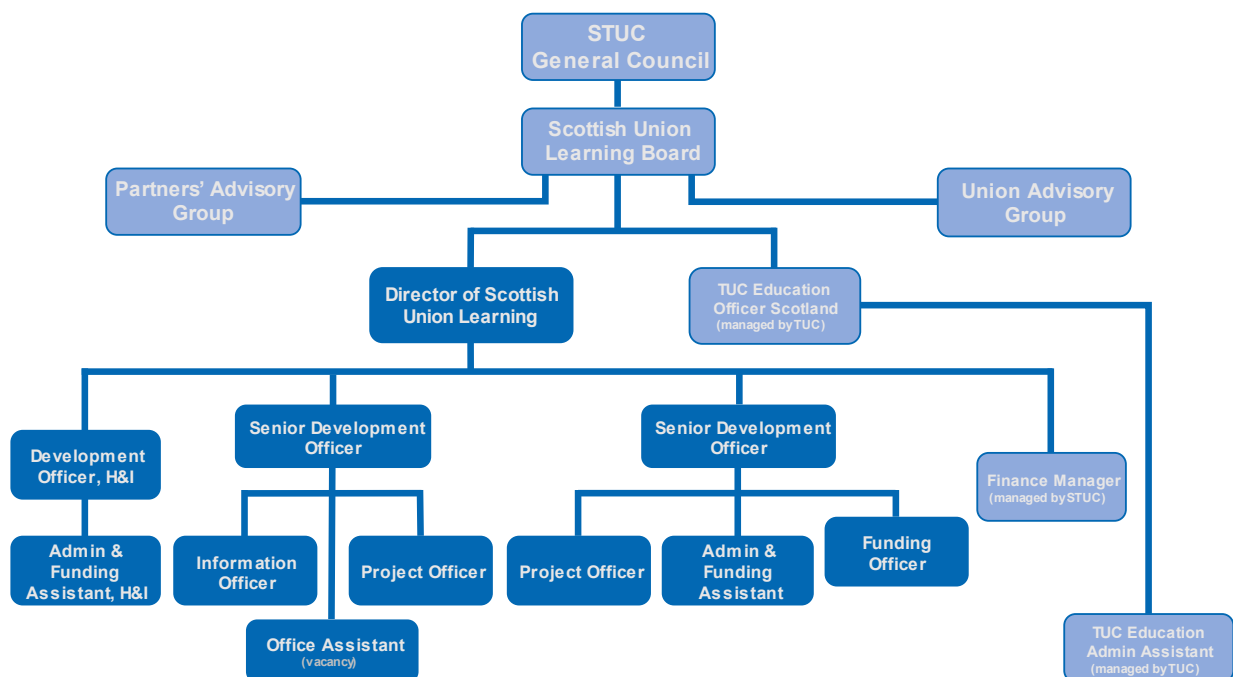 STUC
General Council
Scottish Union
Learning Board
Partners' Advisory
Group
Union Advisory
Group
Director of Scottish
Union Learning
TUC Education
Officer Scotland
(managed by TUC)
Senior Development
Officer
Senior Development
Officer
Development
Officer, H&I
Finance Manager
(managed by STUC)
Admin &
Funding
Assistant, H&I
Information
Officer
Project Officer
Project Officer
Admin &
Funding
Assistant
Funding
Officer
Office Assistant
(vacancy)
TUC Education
Admin Assistant
(managed by TUC)